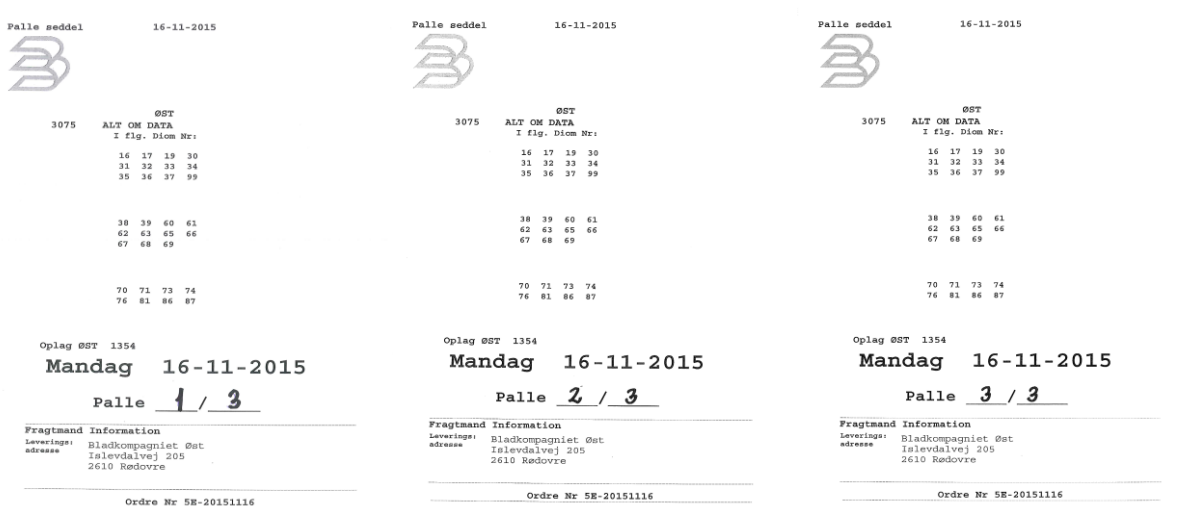 Palle seddel 16-11-2015
ØST
3075 ALT OM DATA
I flg. Diom Nr:
16 17 19 30
31 32 33 34
35 36 37 99
38 39 60 61
62 63 65 66
67 68 69
70 71 73 74
76 81 86 87
Oplag ØST 1354
Mandag 16-11-2015
Palle 1 / 3
Fragtmand Information
Leverings: adresse
Bladkompagniet Øst
Islevdalvej 205
2610 Rødovre
Ordre Nr 5E-20151116
Palle seddel 16-11-2015
ØST
3075 ALT OM DATA
I flg. Diom Nr:
16 17 19 30
31 32 33 34
35 36 37 99
38 39 60 61
62 63 65 66
67 68 69
70 71 73 74
76 81 86 87
Oplag ØST 1354
Mandag 16-11-2015
Palle 2 / 3
Fragtmand Information
Leverings: adresse
Bladkompagniet Øst
Islevdalvej 205
2610 Rødovre
Ordre Nr 5E-20151116
Palle seddel 16-11-2015
ØST
3075 ALT OM DATA
I flg. Diom Nr:
16 17 19 30
31 32 33 34
35 36 37 99
38 39 60 61
62 63 65 66
67 68 69
70 71 73 74
76 81 86 87
Oplag ØST 1354
Mandag 16-11-2015
Palle 3 / 3
Fragtmand Information
Leverings: adresse
Bladkompagniet Øst
Islevdalvej 205
2610 Rødovre
Ordre Nr 5E-20151116